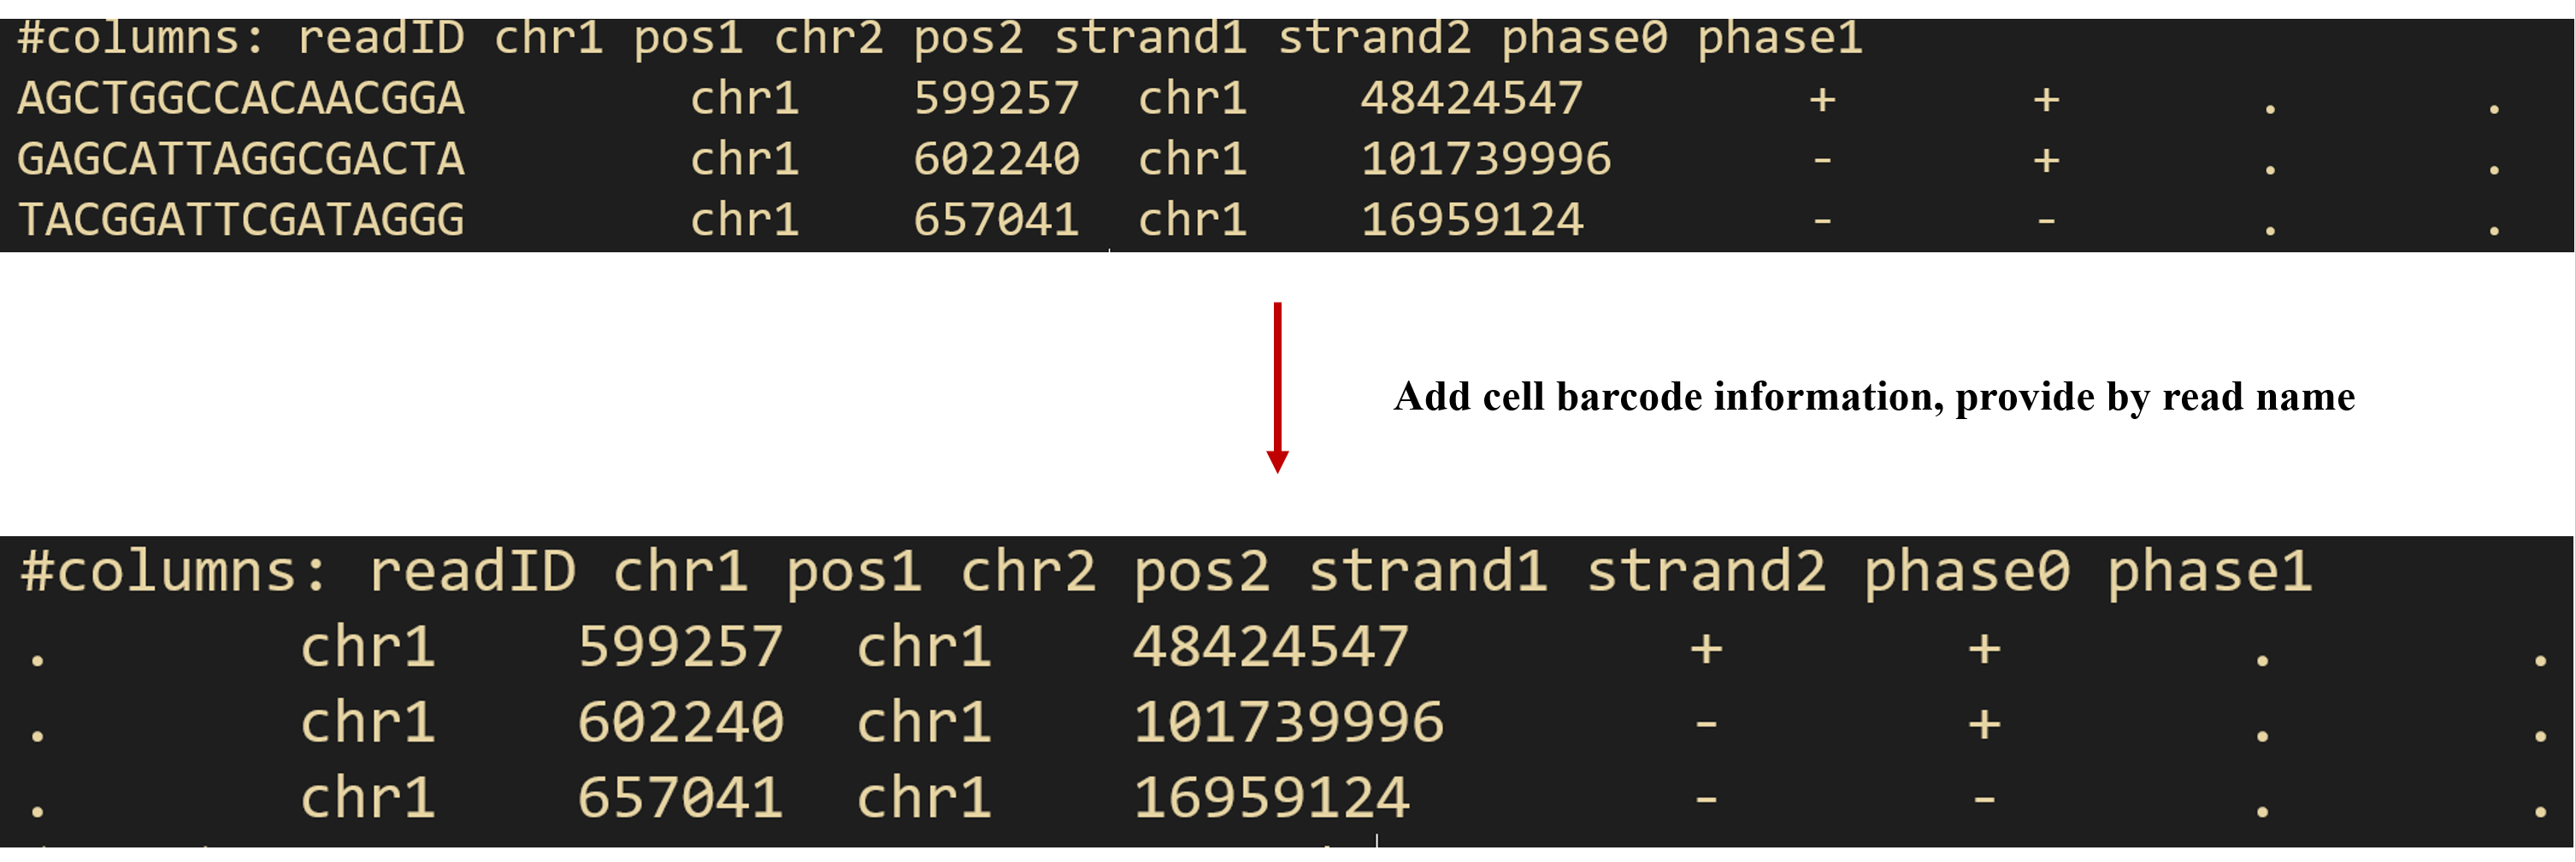 #columns: readID chr1 pos1 chr2 pos2 strand1 strand2 phase0 phase1
AGCTGGCCACAACGGA chr1 599257 chr1 48424547 + + . .
GAGCATTAGGCGACTA chr1 602240 chr1 101739996 - + . .
TACGGATTCGATAGGG chr1 657041 chr1 16959124 - - . .
Add cell barcode information, provide by read name
#columns: readID chr1 pos1 chr2 pos2 strand1 strand2 phase0 phase1
. chr1 599257 chr1 48424547 + + . .
. chr1 602240 chr1 101739996 - + . .
. chr1 657041 chr1 16959124 - - . .